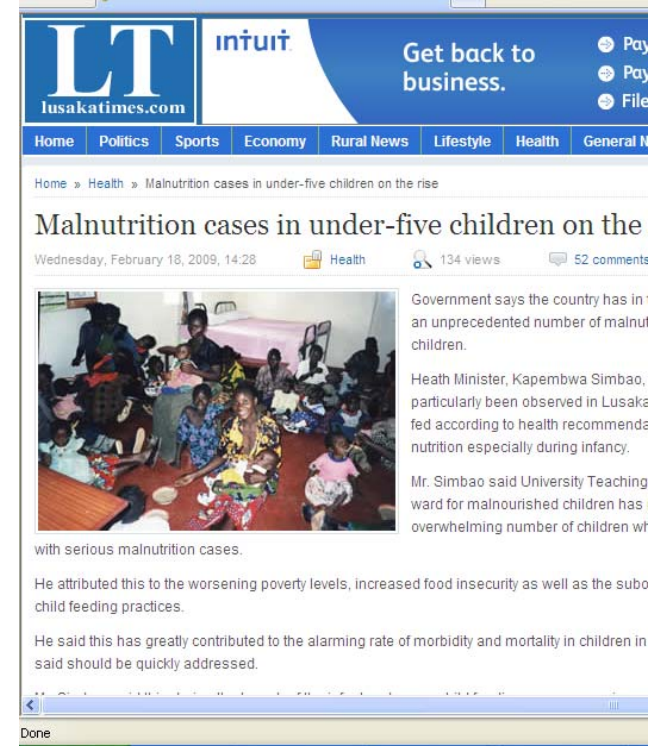 LT
lusakatimes.com
ıntuıt.
Get back to
business.
Pay
Pay
File
Home Politics Sports Economy Rural News Lifestyle Health General N
Home » Health » Malnutrition cases in under-five children on the rise
Malnutrition cases in under-five children on the
Wednesday, February 18, 2009, 14:28 Health 134 views 52 comments
Government says the country has in
an unprecedented number of malnut
children.
Heath Minister, Kapembwa Simbao,
particularly been observed in Lusaka
fed according to health recommenda
nutrition especially during infancy.
Mr. Simbao said University Teaching
ward for malnourished children has
overwhelming number of children wh
with serious malnutrition cases.
He attributed this to the worsening poverty levels, increased food insecurity as well as the subo
child feeding practices.
He said this has greatly contributed to the alarming rate of morbidity and mortality in children in
said should be quickly addressed.
Done